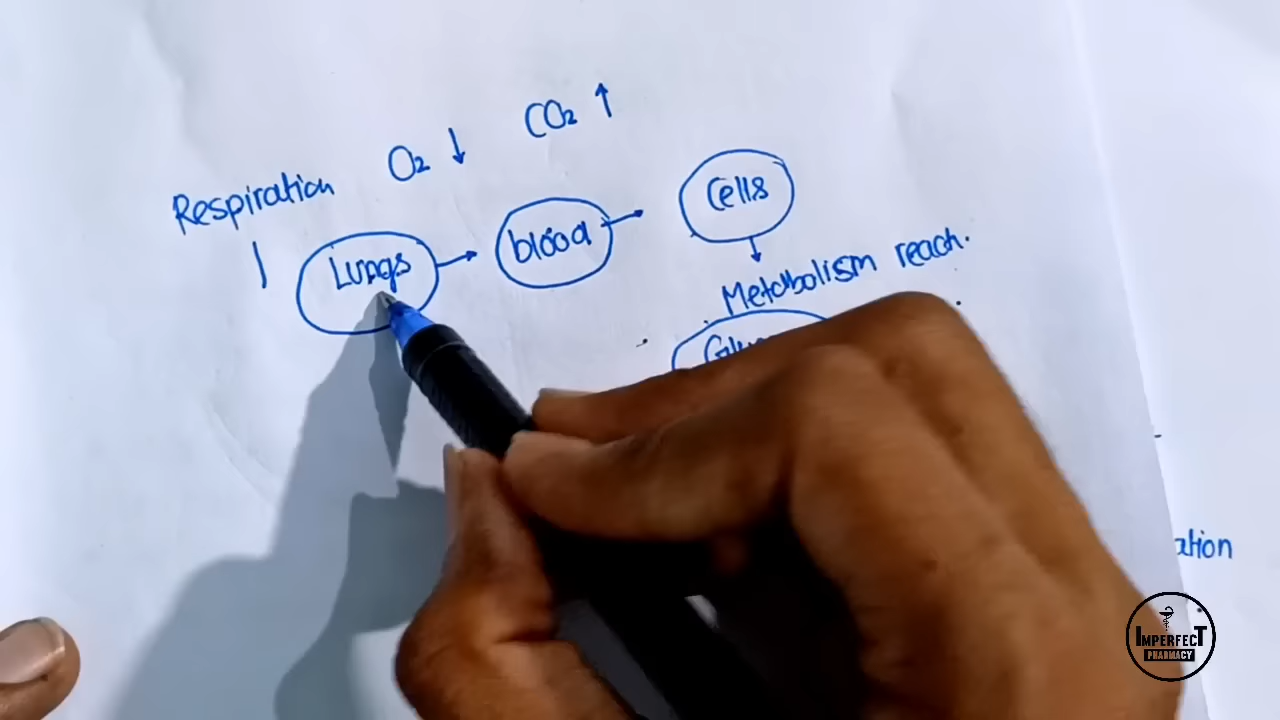 CO₂ ↑
O₂ ↓
Respiration
Lungs → blood → Cells
Metabolism reach.
ation
IMPERFECT
PHARMACY